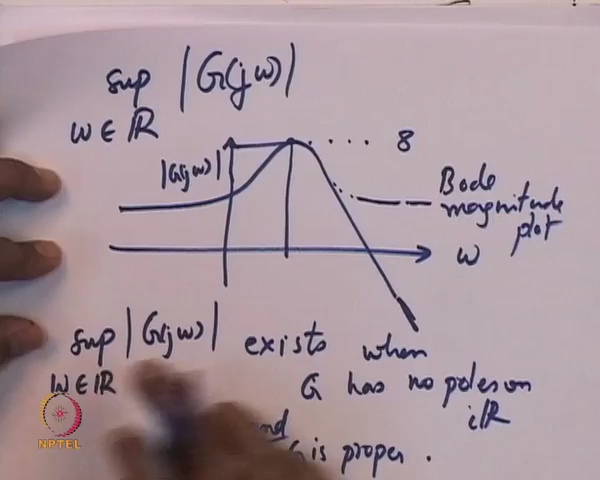 sup |G(jω)|
ω ∈ ℝ
|G(jω)|
8
Bode
magnitude
plot
ω
sup |G(jω)| exists when
ω ∈ ℝ G has no poles on
iℝ
G is proper.
NPTEL